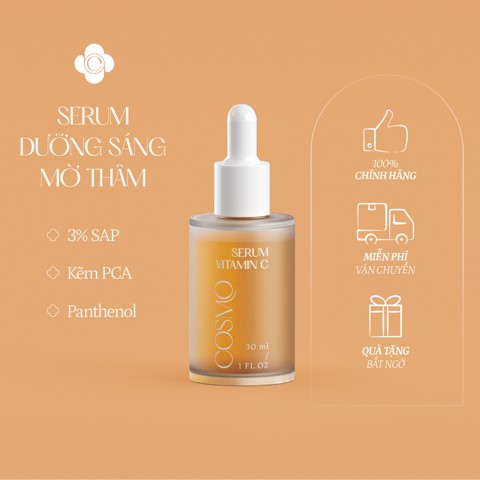 SERUM
DƯỠNG SÁNG
MỜ THÂM
3% SAP
Kẽm PCA
Panthenol
SERUM
VITAMIN C
COSMO
30 ml
1 FL.OZ
100%
CHÍNH HÃNG
MIỄN PHÍ
VẬN CHUYỂN
QUÀ TẶNG
BẤT NGỜ